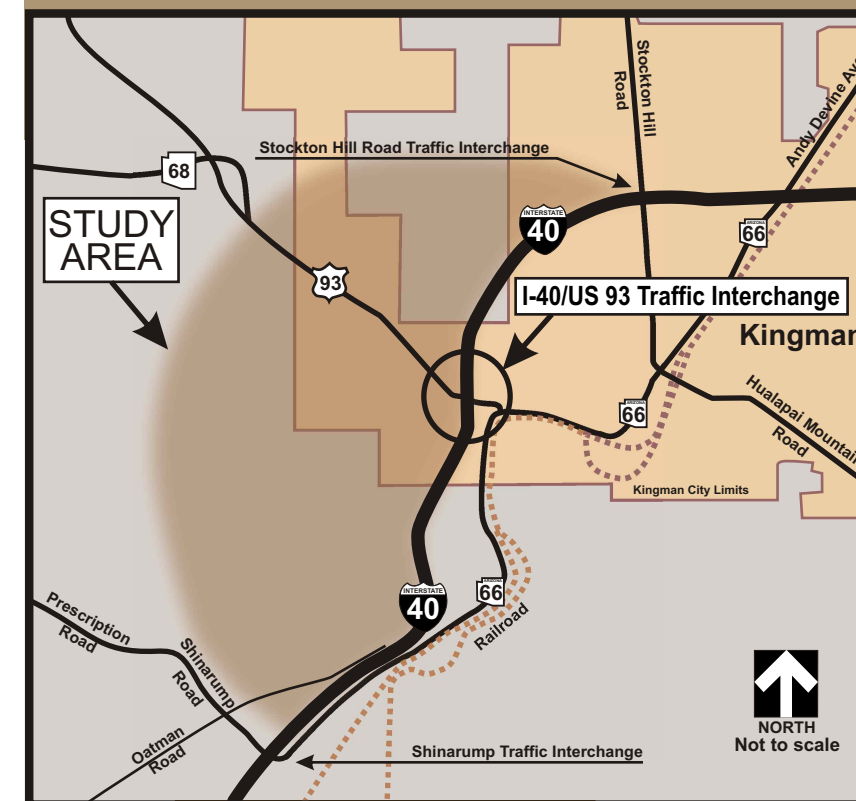 Stockton Hill
Road
Andy Devine Ave
Stockton Hill Road Traffic Interchange
68
STUDY
AREA
INTERSTATE
40
ARIZONA
66
93
I-40/US 93 Traffic Interchange
Kingman
ARIZONA
66
Hualapai Mountain
Road
Kingman City Limits
INTERSTATE
40
ARIZONA
66
Railroad
Prescription
Road
Shinarump
Road
Oatman
Road
Shinarump Traffic Interchange
NORTH
Not to scale